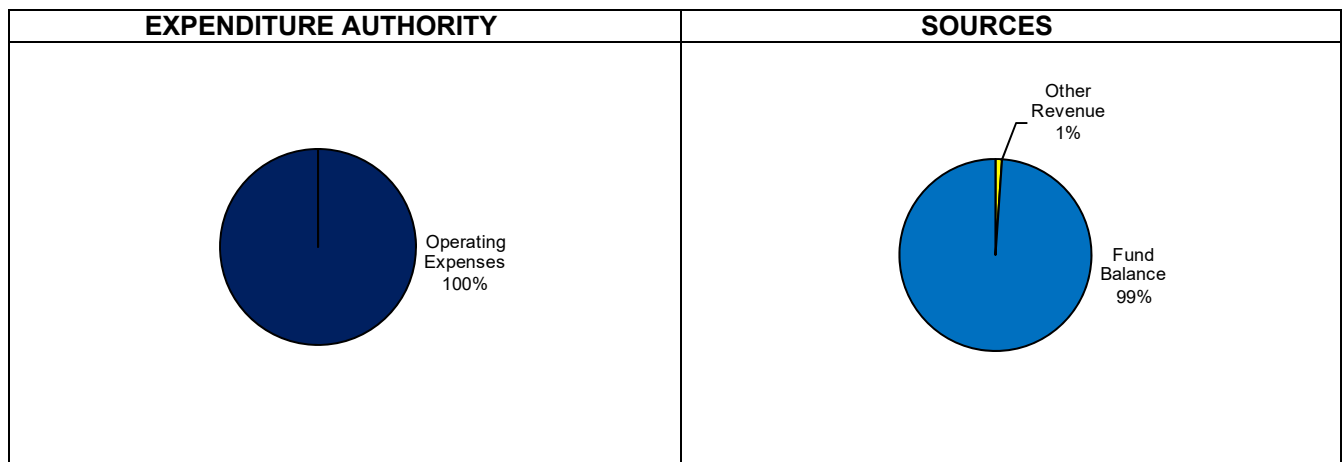 EXPENDITURE AUTHORITY
SOURCES
Operating
Expenses
100%
Other
Revenue
1%
Fund
Balance
99%